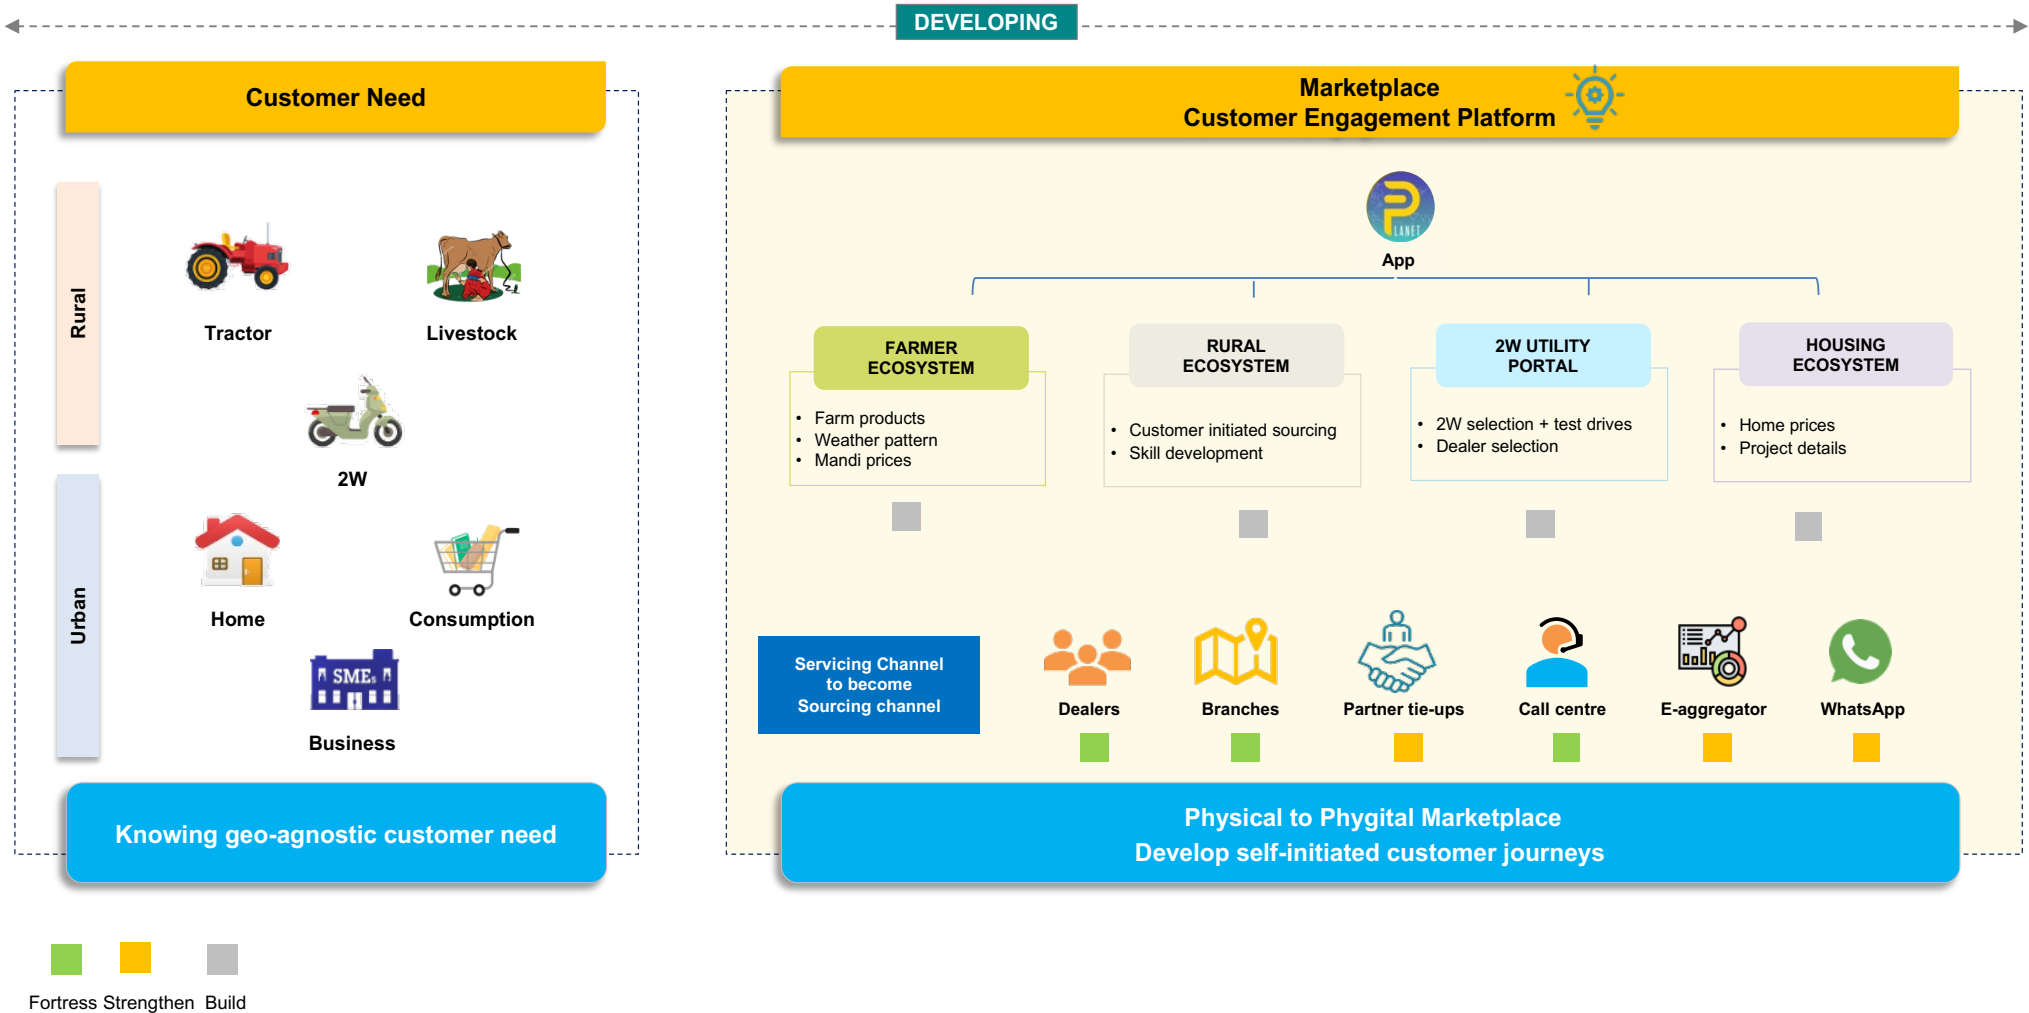 DEVELOPING
Customer Need
Rural
Tractor
Livestock
2W
Urban
Home
Consumption
SMEs
Business
Knowing geo-agnostic customer need
Marketplace
Customer Engagement Platform
P
LANET
App
FARMER
ECOSYSTEM
• Farm products
• Weather pattern
• Mandi prices
RURAL
ECOSYSTEM
• Customer initiated sourcing
• Skill development
2W UTILITY
PORTAL
• 2W selection + test drives
• Dealer selection
HOUSING
ECOSYSTEM
• Home prices
• Project details
Servicing Channel
to become
Sourcing channel
Dealers
Branches
Partner tie-ups
Call centre
E-aggregator
WhatsApp
Physical to Phygital Marketplace
Develop self-initiated customer journeys
Fortress Strengthen Build